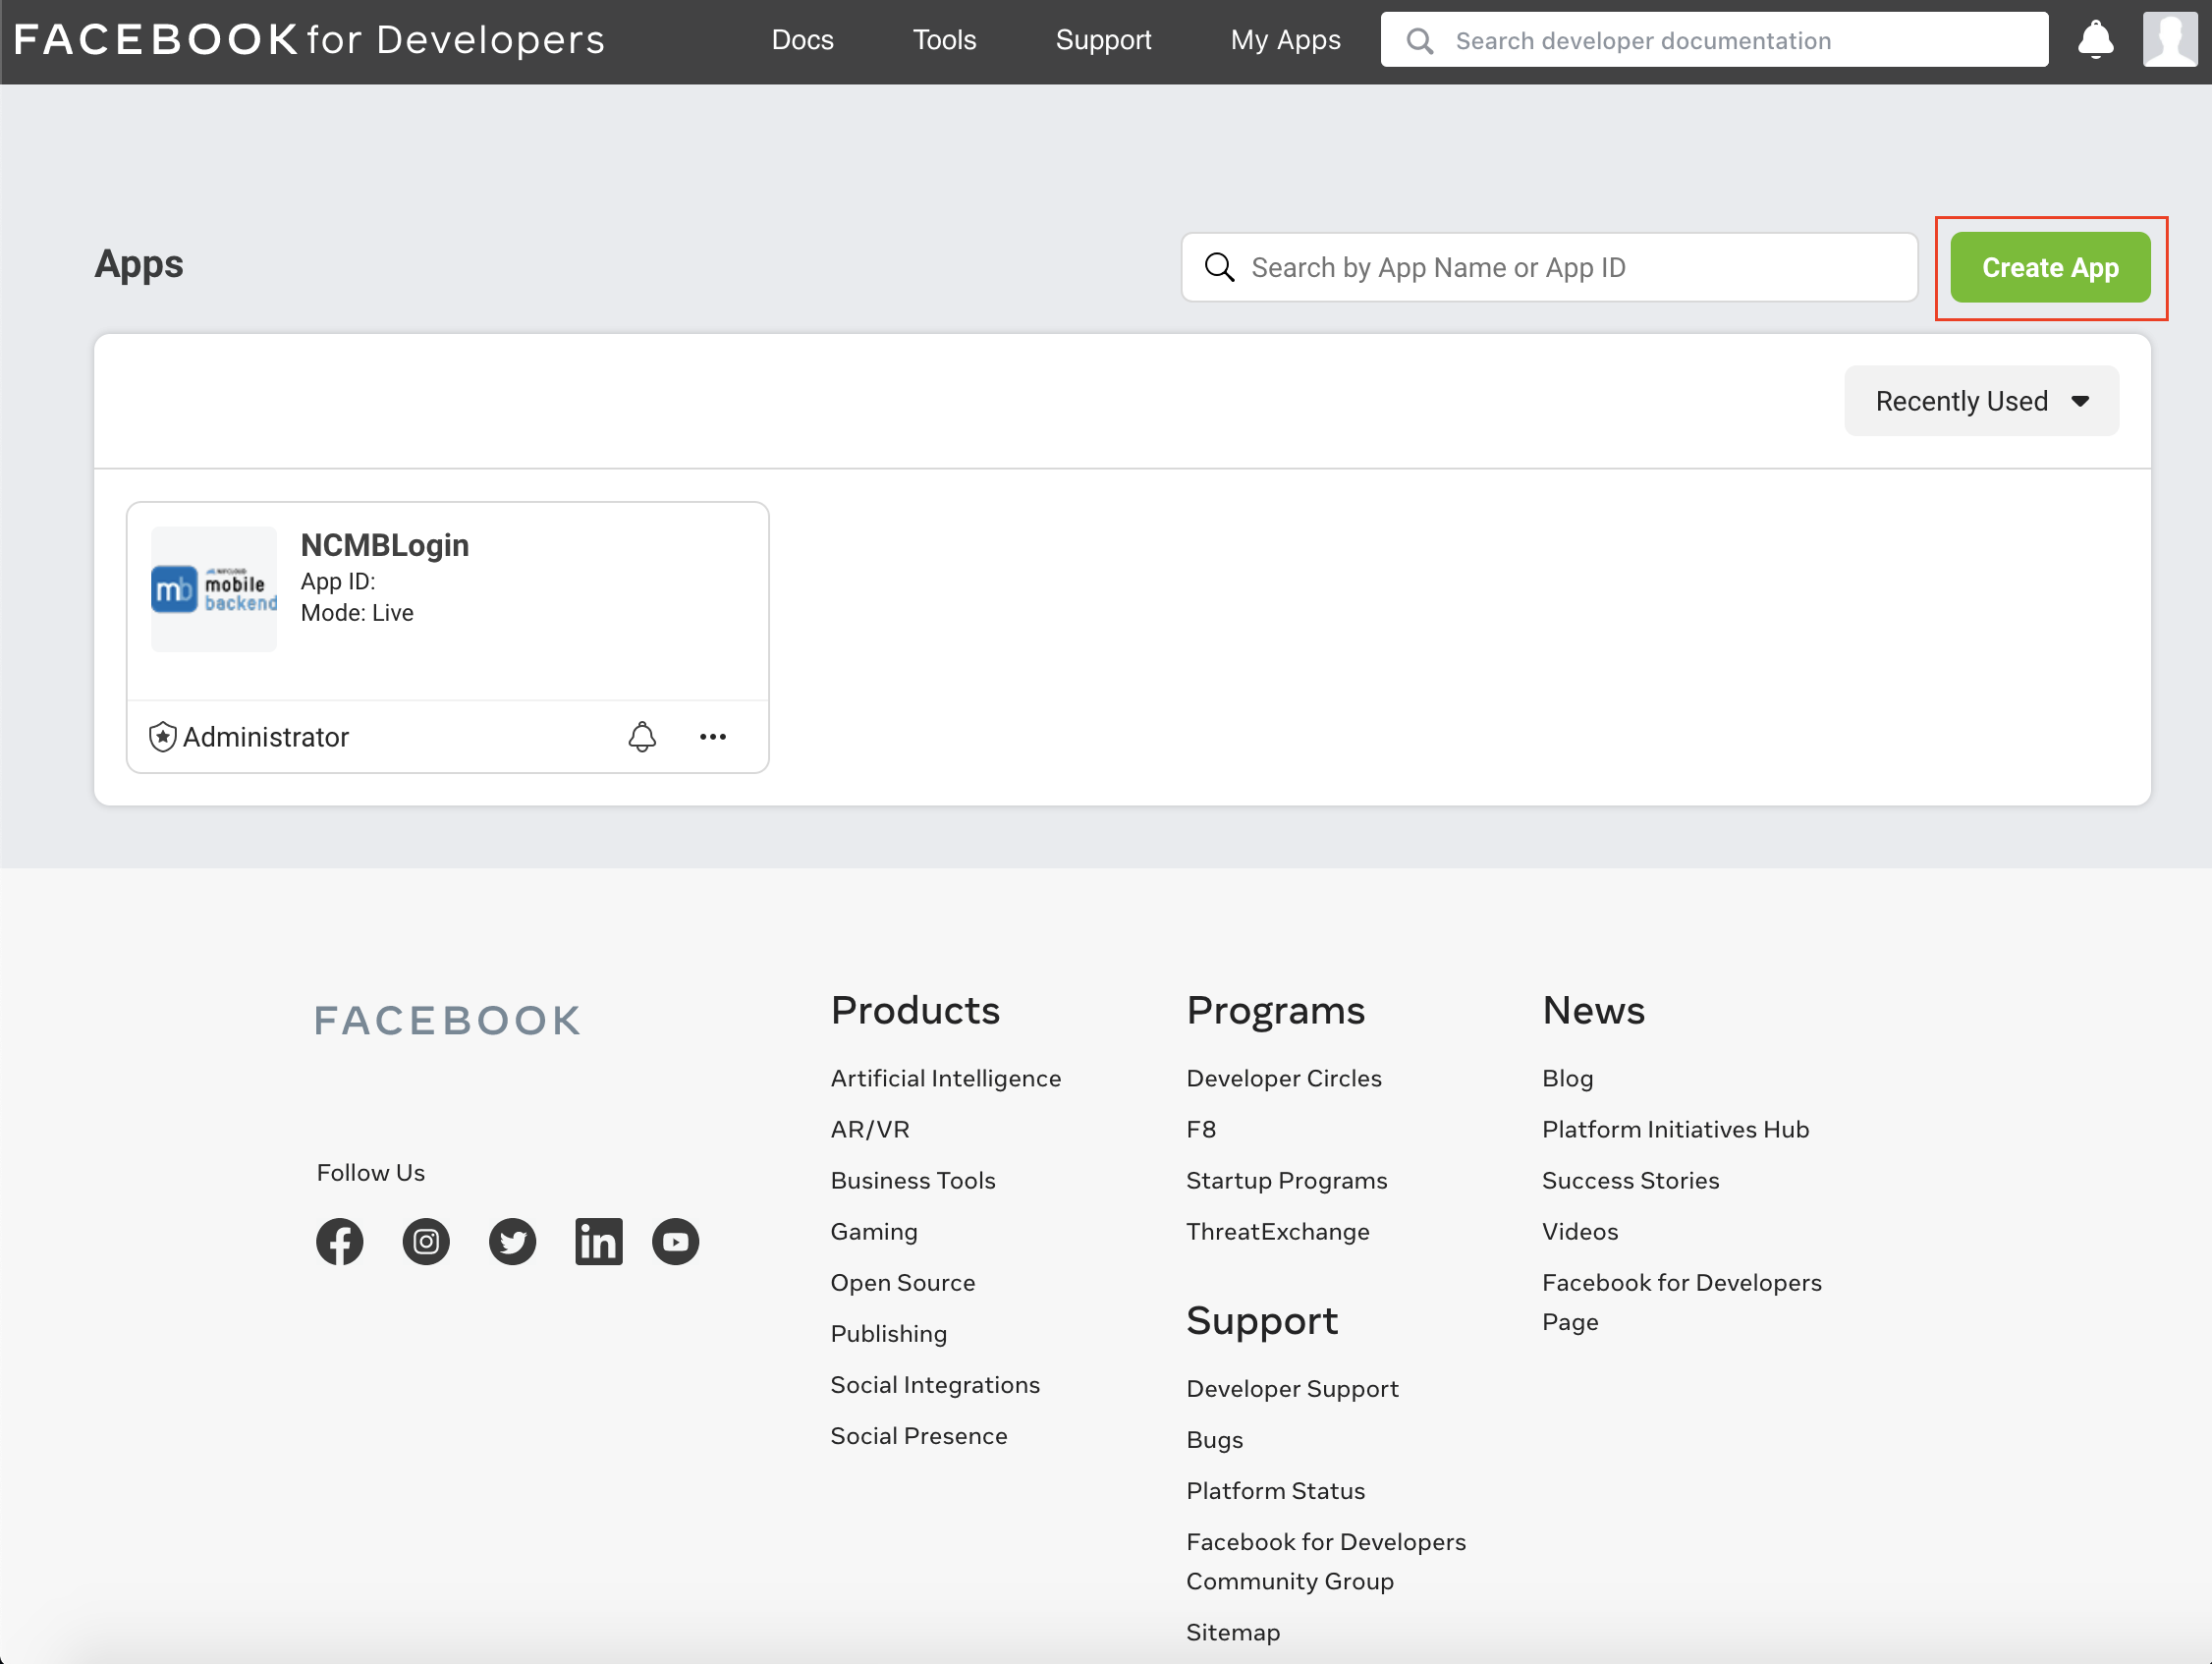 FACEBOOK for Developers
Docs
Tools
Support
My Apps
Search developer documentation
Apps
Search by App Name or App ID
Create App
Recently Used
NCMBLogin
App ID:
Mode: Live
mb
NIFCLOUD
mobile
backend
Administrator
FACEBOOK
Follow Us
Products
Artificial Intelligence
AR/VR
Business Tools
Gaming
Open Source
Publishing
Social Integrations
Social Presence
Programs
Developer Circles
F8
Startup Programs
ThreatExchange
Support
Developer Support
Bugs
Platform Status
Facebook for Developers
Community Group
Sitemap
News
Blog
Platform Initiatives Hub
Success Stories
Videos
Facebook for Developers
Page